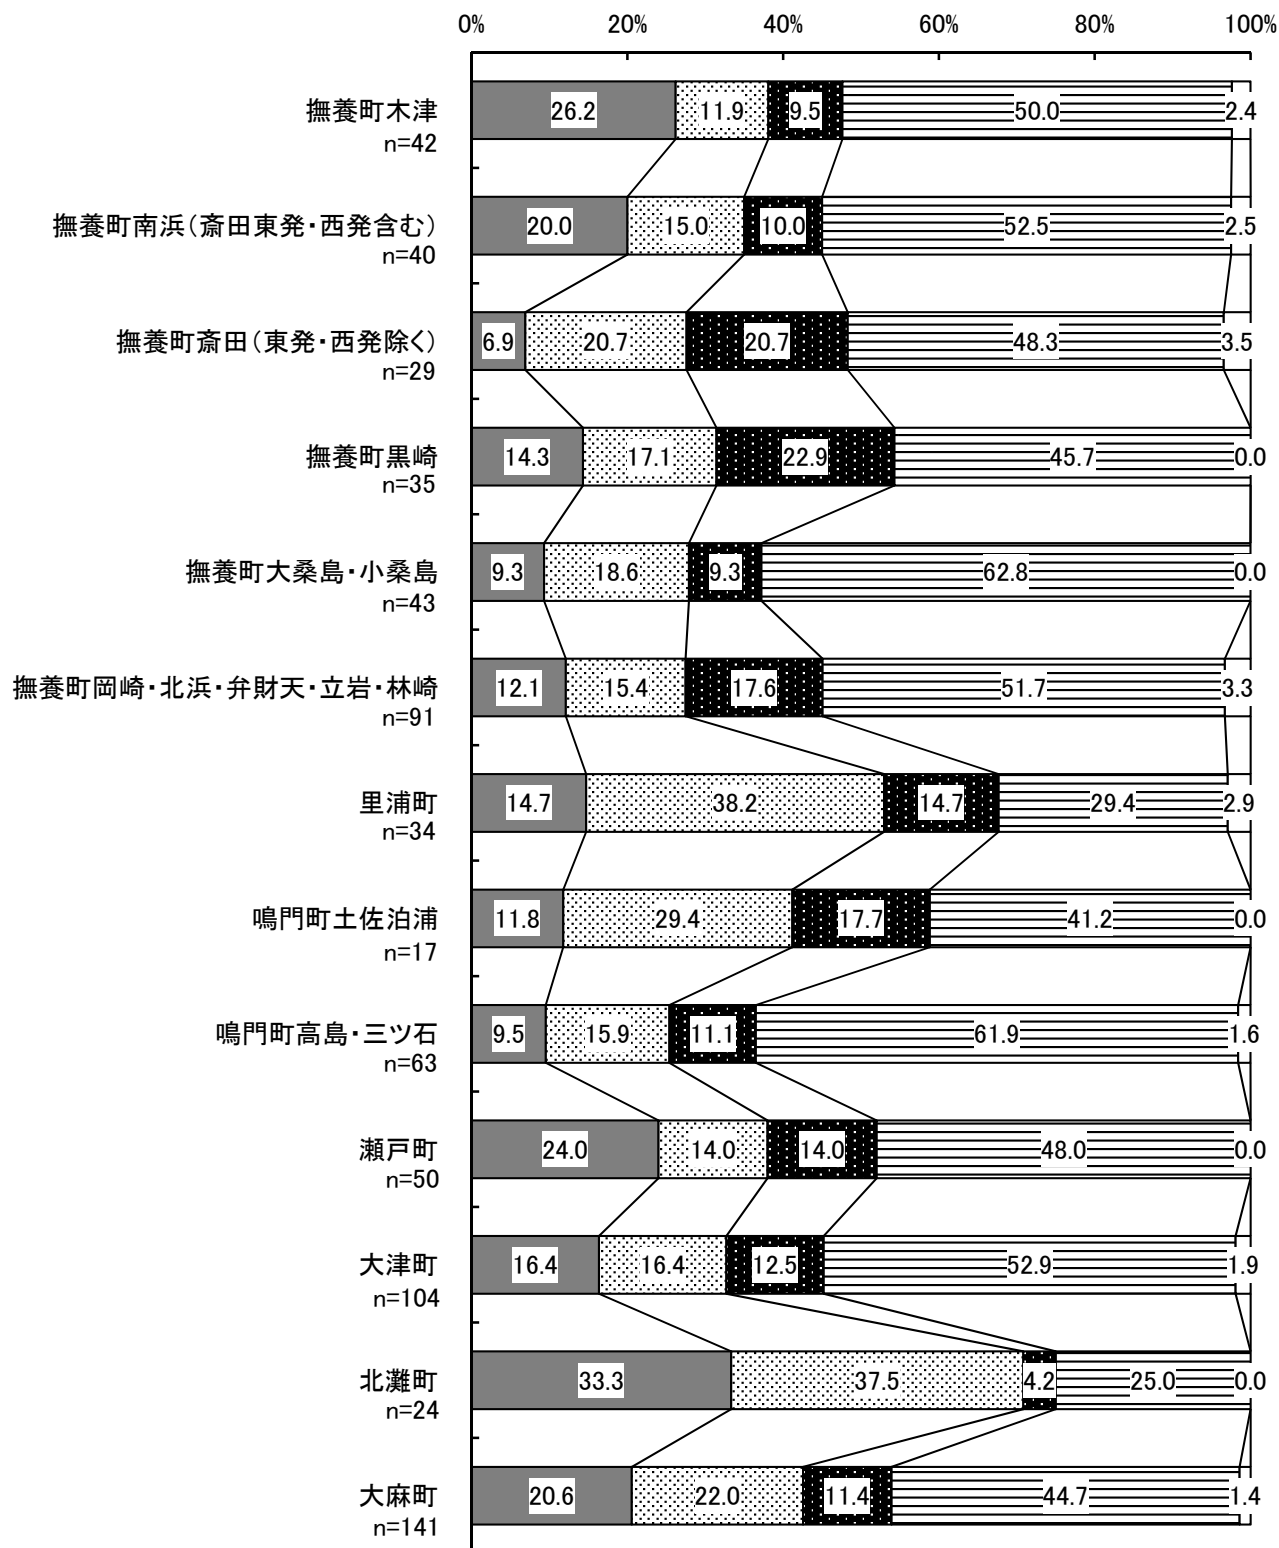 0% 20% 40% 60% 80% 100%
撫養町木津 26.2 11.9 9.5 50.0 2.4
n=42
撫養町南浜（斎田東発・西発含む） 20.0 15.0 10.0 52.5 2.5
n=40
撫養町斎田（東発・西発除く） 6.9 20.7 20.7 48.3 3.5
n=29
撫養町黒崎 14.3 17.1 22.9 45.7 0.0
n=35
撫養町大桑島・小桑島 9.3 18.6 9.3 62.8 0.0
n=43
撫養町岡崎・北浜・弁財天・立岩・林崎 12.1 15.4 17.6 51.7 3.3
n=91
里浦町 14.7 38.2 14.7 29.4 2.9
n=34
鳴門町土佐泊浦 11.8 29.4 17.7 41.2 0.0
n=17
鳴門町高島・三ツ石 9.5 15.9 11.1 61.9 1.6
n=63
瀬戸町 24.0 14.0 14.0 48.0 0.0
n=50
大津町 16.4 16.4 12.5 52.9 1.9
n=104
北灘町 33.3 37.5 4.2 25.0 0.0
n=24
大麻町 20.6 22.0 11.4 44.7 1.4
n=141